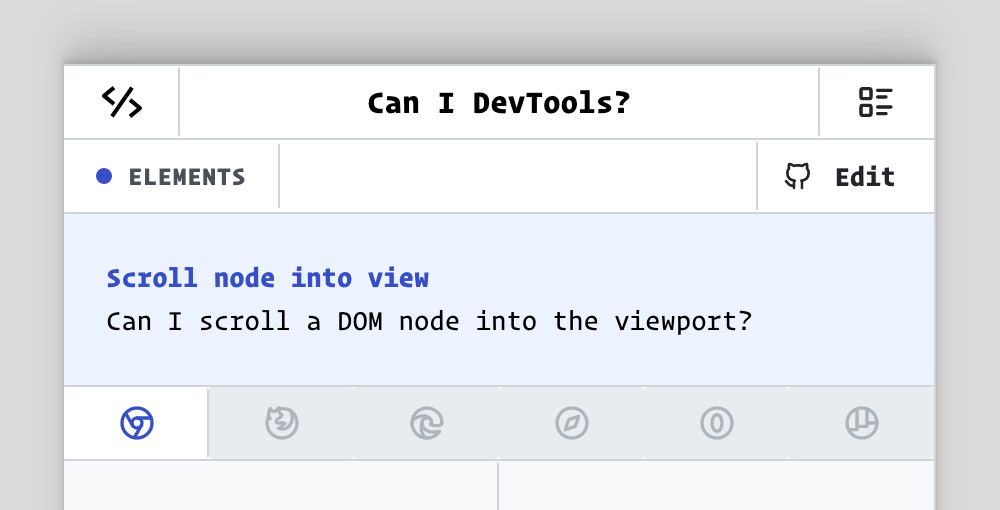 Can I DevTools?
ELEMENTS
Edit
Scroll node into view
Can I scroll a DOM node into the viewport?